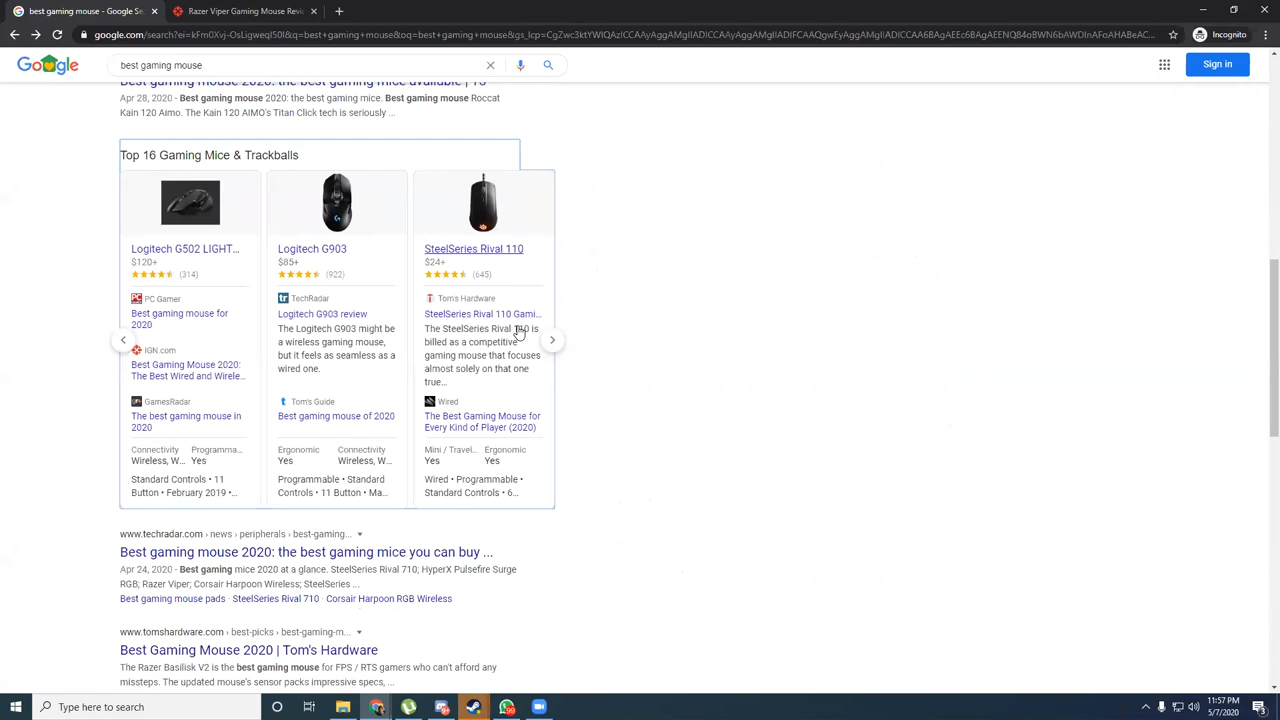 best gaming mouse - Google Se
Razer Viper Gaming Review
Incognito
Google
best gaming mouse
Sign in
Best gaming mouse 2020: the best gaming mice available | T3
Apr 28, 2020 - Best gaming mouse 2020: the best gaming mice. Best gaming mouse Roccat
Kain 120 Aimo. The Kain 120 AIMO's Titan Click tech is seriously ...
Top 16 Gaming Mice & Trackballs
Logitech G502 LIGHT...
$120+
(314)
PC Gamer
Best gaming mouse for
2020
IGN.com
Best Gaming Mouse 2020:
The Best Wired and Wirele...
GamesRadar
The best gaming mouse in
2020
Connectivity Programma...
Wireless, W... Yes
Standard Controls • 11
Button • February 2019 •...
Logitech G903
$85+
(922)
TechRadar
Logitech G903 review
The Logitech G903 might be
a wireless gaming mouse,
but it feels as seamless as a
wired one.
Tom's Guide
Best gaming mouse of 2020
Ergonomic Connectivity
Yes Wireless, W...
Programmable • Standard
Controls • 11 Button • Ma...
SteelSeries Rival 110
$24+
(645)
Tom's Hardware
SteelSeries Rival 110 Gami...
The SteelSeries Rival 110 is
billed as a competitive
gaming mouse that focuses
almost solely on that one
true...
Wired
The Best Gaming Mouse for
Every Kind of Player (2020)
Mini / Travel... Ergonomic
Yes Yes
Wired • Programmable •
Standard Controls • 6...
www.techradar.com › news › peripherals › best-gaming...
Best gaming mouse 2020: the best gaming mice you can buy ...
Apr 24, 2020 - Best gaming mice 2020 at a glance. SteelSeries Rival 710; HyperX Pulsefire Surge
RGB; Razer Viper; Corsair Harpoon Wireless; SteelSeries ...
Best gaming mouse pads · SteelSeries Rival 710 · Corsair Harpoon RGB Wireless
www.tomshardware.com › best-picks › best-gaming-m...
Best Gaming Mouse 2020 | Tom's Hardware
The Razer Basilisk V2 is the best gaming mouse for FPS / RTS gamers who can't afford any
missteps. The updated mouse's sensor packs impressive specs, ...
Type here to search
99
11:57 PM
5/7/2020
3